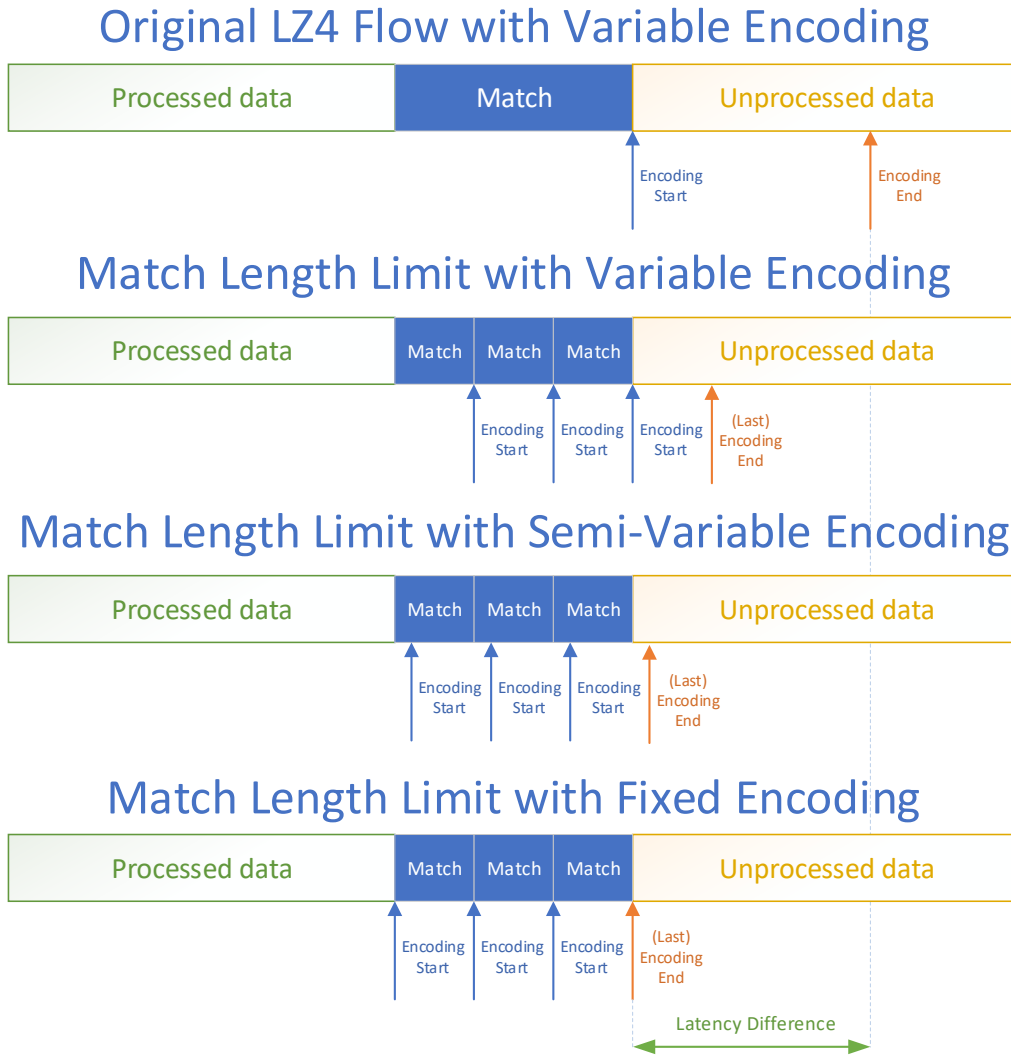 Original LZ4 Flow with Variable Encoding
Processed data
Match
Unprocessed data
Encoding
Start
Encoding
End
Match Length Limit with Variable Encoding
Processed data
Match
Match
Match
Unprocessed data
Encoding
Start
Encoding
Start
Encoding
Start
(Last)
Encoding
End
Match Length Limit with Semi-Variable Encoding
Processed data
Match
Match
Match
Unprocessed data
Encoding
Start
Encoding
Start
Encoding
Start
(Last)
Encoding
End
Match Length Limit with Fixed Encoding
Processed data
Match
Match
Match
Unprocessed data
Encoding
Start
Encoding
Start
Encoding
Start
(Last)
Encoding
End
Latency Difference